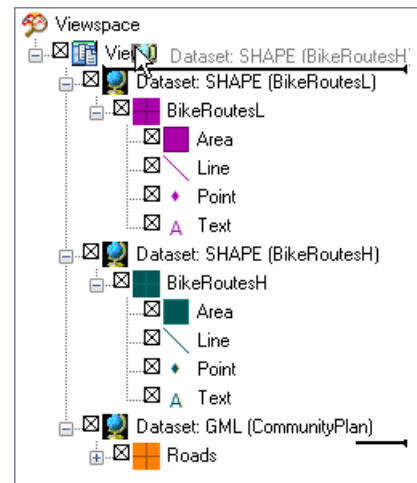 Viewspace
View Dataset: SHAPE (BikeRoutesH)
Dataset: SHAPE (BikeRoutesL)
BikeRoutesL
Area
Line
Point
A Text
Dataset: SHAPE (BikeRoutesH)
BikeRoutesH
Area
Line
Point
A Text
Dataset: GML (CommunityPlan)
Roads